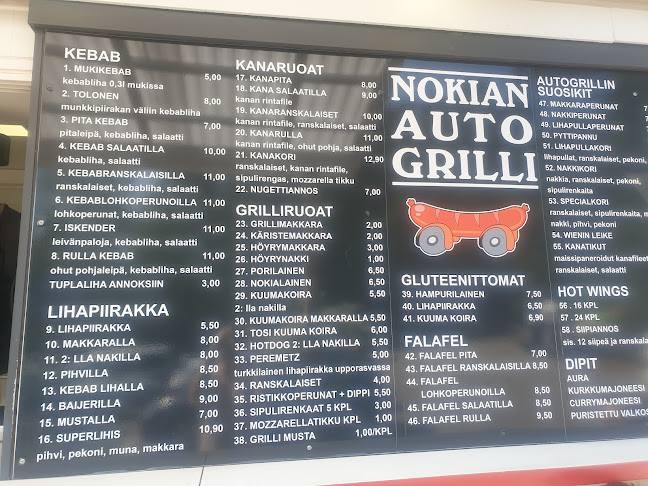 KEBAB
1. MUKIKEBAB 5,00
kebabliha 0,3l mukissa
2. TOLONEN 8,00
munkkipiirakan väliin kebabliha
3. PITA KEBAB 7,00
pitaleipä, kebabliha, salaatti
4. KEBAB SALAATILLA 10,00
kebabliha, salaatti
5. KEBABRANSKALAISILLA 11,00
ranskalaiset, kebabliha, salaatti
6. KEBABLOHKOPERUNOILLA 11,00
lohkoperunat, kebabliha, salaatti
7. ISKENDER 11,00
leivänpaloja, kebabliha, salaatti
8. RULLA KEBAB 11,00
ohut pohjaleipä, kebabliha, salaatti
TUPLALIHA ANNOKSIIN 3,00
LIHAPIIRAKKA
9. LIHAPIIRAKKA 5,50
10. MAKKARALLA 8,00
11. 2: LLA NAKILLA 8,00
12. PIHVILLA 8,50
13. KEBAB LIHALLA 8,50
14. BAIJERILLA 9,00
15. MUSTALLA 7,00
16. SUPERLIHIS 10,90
pihvi, pekoni, muna, makkara
KANARUOAT
17. KANAPITA 8,00
18. KANA SALAATILLA 9,00
kanan rintafile
19. KANARANSKALAISET 10,00
kanan rintafile, ranskalaiset, salaatti
20. KANARULLA 11,00
kanan rintafile, ohut pohja, salaatti
21. KANAKORI 12,90
ranskalaiset, salaatti, kanan rintafile,
sipulirengas, mozzarella tikku
22. NUGETTIANNOS 7,00
GRILLIRUOAT
23. GRILLIMAKKARA 2,00
24. KÄRISTEMAKKARA 2,00
25. HÖYRYMAKKARA 3,00
26. HÖYRYNAKKI 1,00
27. PORILAINEN 6,50
28. NOKIALAINEN 6,50
29. KUUMAKOIRA 5,50
2: lla nakilla
30. KUUMAKOIRA MAKKARALLA 5,50
31. TOSI KUUMA KOIRA 6,00
32. HOTDOG 2: LLA NAKILLA 5,50
33. PEREMETZ 5,50
turkkilainen lihapiirakka upporasvassa
34. RANSKALAISET 4,00
35. RISTIKKOPERUNAT + DIPPI 5,50
36. SIPULIRENKAAT 5 KPL 3,00
37. MOZZARELLATIKKU KPL 1,00
38. GRILLI MUSTA 1,00/KPL
NOKIAN
AUTO
GRILLI
GLUTEENITTOMAT
39. HAMPURILAINEN 7,50
40. LIHAPIIRAKKA 6,50
41. KUUMA KOIRA 6,90
FALAFEL
42. FALAFEL PITA 7,00
43. FALAFEL RANSKALAISILLA 8,50
44. FALAFEL
LOHKOPERUNOILLA 8,50
45. FALAFEL SALAATILLA 8,50
46. FALAFEL RULLA 9,50
AUTOGRILLIN
SUOSIKIT
47. MAKKARAPERUNAT 7
48. NAKKIPERUNAT
49. LIHAPULLAPERUNAT
50. PYTTIPANNU
51. LIHAPULLAKORI
lihapullat, ranskalaiset, pekoni,
52. NAKKIKORI
nakkia, ranskalaiset, pekoni,
sipulirenkaita
53. SPECIALKORI
ranskalaiset, sipulirenkaita, m
nakki, pihvi, pekoni
54. WIENIN LEIKE
55. KANATIKUT
maissipaneroidut kanafileet
ranskalaiset, salaatti
HOT WINGS
56 . 16 KPL
57 . 24 KPL
58 . SIIPIANNOS
sis. 12 siipeä ja ranskala
DIPIT
AURA
KURKKUMAJONEESI
CURRYMAJONEESI
PURISTETTU VALKOS